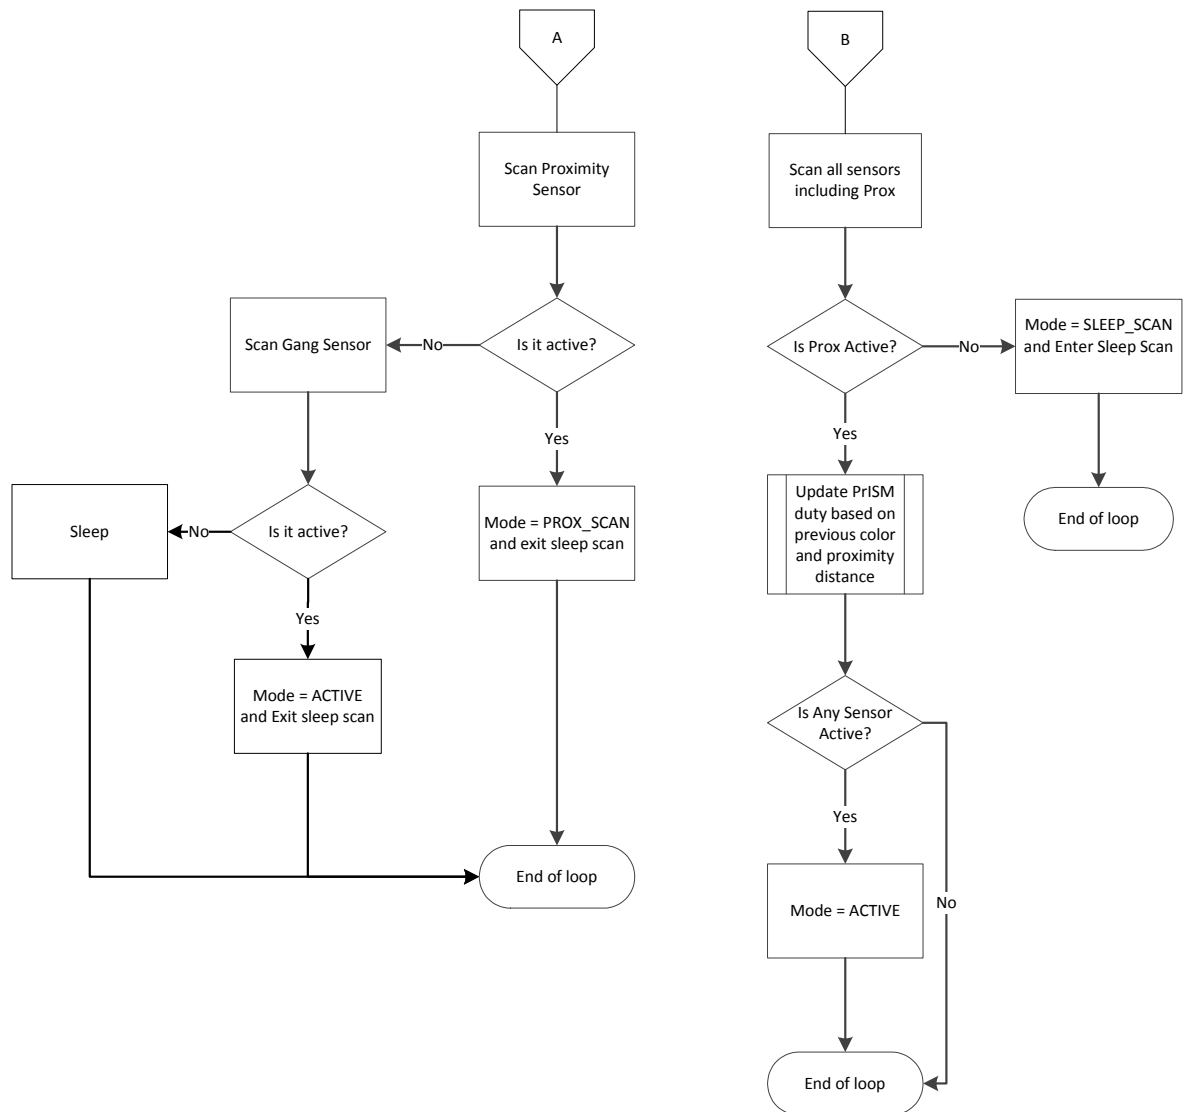 A
Scan Proximity
Sensor
Is it active?
No
Scan Gang Sensor
Yes
Is it active?
No
Sleep
Yes
Mode = ACTIVE
and Exit sleep scan
Mode = PROX_SCAN
and exit sleep scan
End of loop
B
Scan all sensors
including Prox
Is Prox Active?
No
Mode = SLEEP_SCAN
and Enter Sleep Scan
End of loop
Yes
Update PrISM
duty based on
previous color
and proximity
distance
Is Any Sensor
Active?
Yes
No
Mode = ACTIVE
End of loop